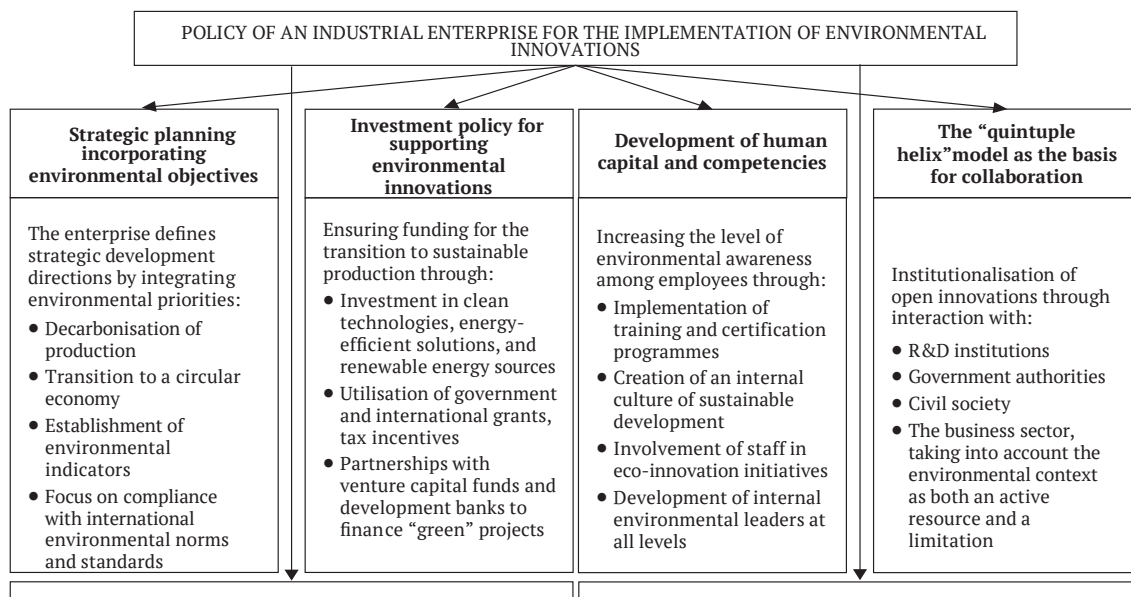 POLICY OF AN INDUSTRIAL ENTERPRISE FOR THE IMPLEMENTATION OF ENVIRONMENTAL
INNOVATIONS
Strategic planning
incorporating
environmental objectives
The enterprise defines
strategic development
directions by integrating
environmental priorities:
● Decarbonisation of
production
● Transition to a circular
economy
● Establishment of
environmental
indicators
● Focus on compliance
with international
environmental norms
and standards
Investment policy for
supporting
environmental
innovations
Ensuring funding for the
transition to sustainable
production through:
● Investment in clean
technologies, energy-
efficient solutions, and
renewable energy sources
● Utilisation of government
and international grants,
tax incentives
● Partnerships with
venture capital funds and
development banks to
finance “green” projects
Development of human
capital and competencies
Increasing the level of
environmental awareness
among employees through:
● Implementation of
training and certification
programmes
● Creation of an internal
culture of sustainable
development
● Involvement of staff in
eco-innovation initiatives
● Development of internal
environmental leaders at
all levels
The “quintuple
helix”model as the basis
for collaboration
Institutionalisation of
open innovations through
interaction with:
● R&D institutions
● Government authorities
● Civil society
● The business sector,
taking into account the
environmental context
as both an active
resource and a
limitation